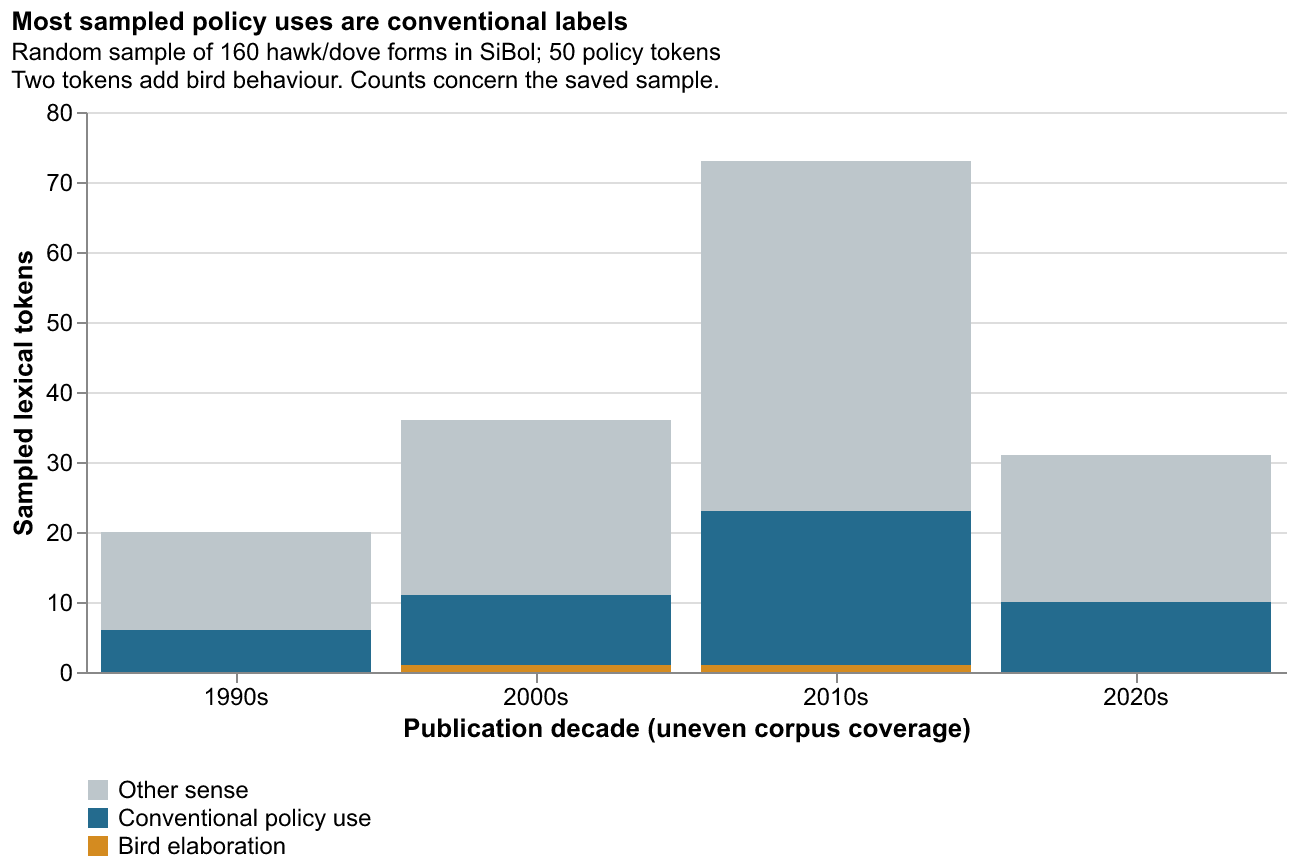 Most sampled policy uses are conventional labels
Random sample of 160 hawk/dove forms in SiBol; 50 policy tokens
Two tokens add bird behaviour. Counts concern the saved sample.
80
70
60
50
40
30
20
10
0
Sampled lexical tokens
1990s
2000s
2010s
2020s
Publication decade (uneven corpus coverage)
Other sense
Conventional policy use
Bird elaboration